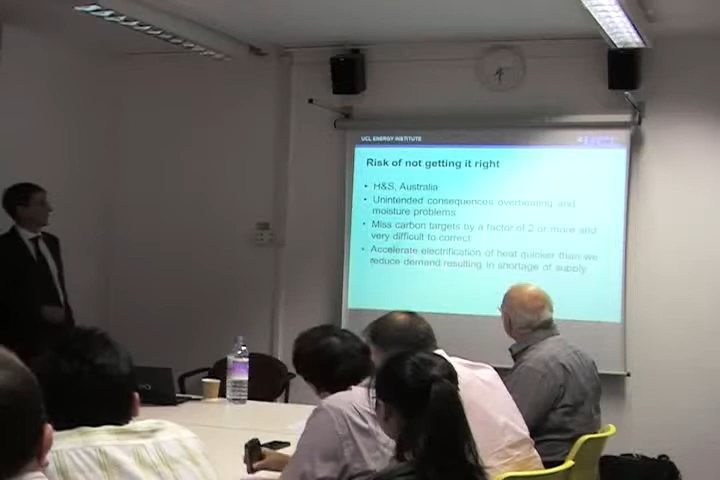 UCL ENERGY INSTITUTE
Risk of not getting it right
• H&S, Australia
• Unintended consequences overheating and
moisture problems
• Miss carbon targets by a factor of 2 or more and
very difficult to correct
• Accelerate electrification of heat quicker than we
reduce demand resulting in shortage of supply